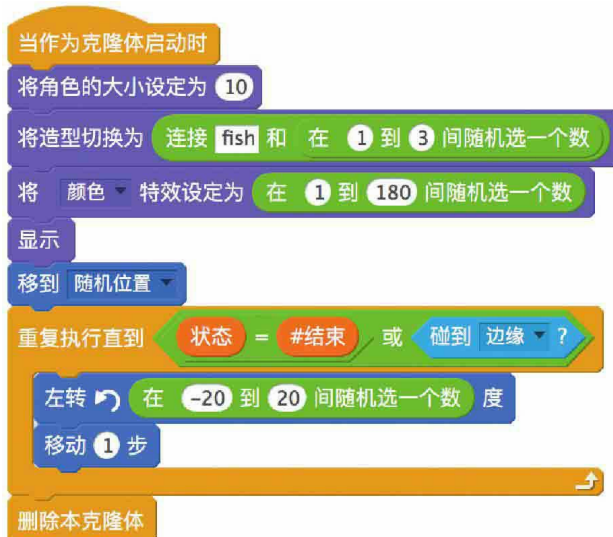 当作为克隆体启动时
将角色的大小设定为 10
将造型切换为 连接 fish 和 在 1 到 3 间随机选一个数
将 颜色 特效设定为 在 1 到 180 间随机选一个数
显示
移到 随机位置
重复执行直到 状态 = #结束 或 碰到 边缘 ?
左转 在 -20 到 20 间随机选一个数 度
移动 1 步
删除本克隆体